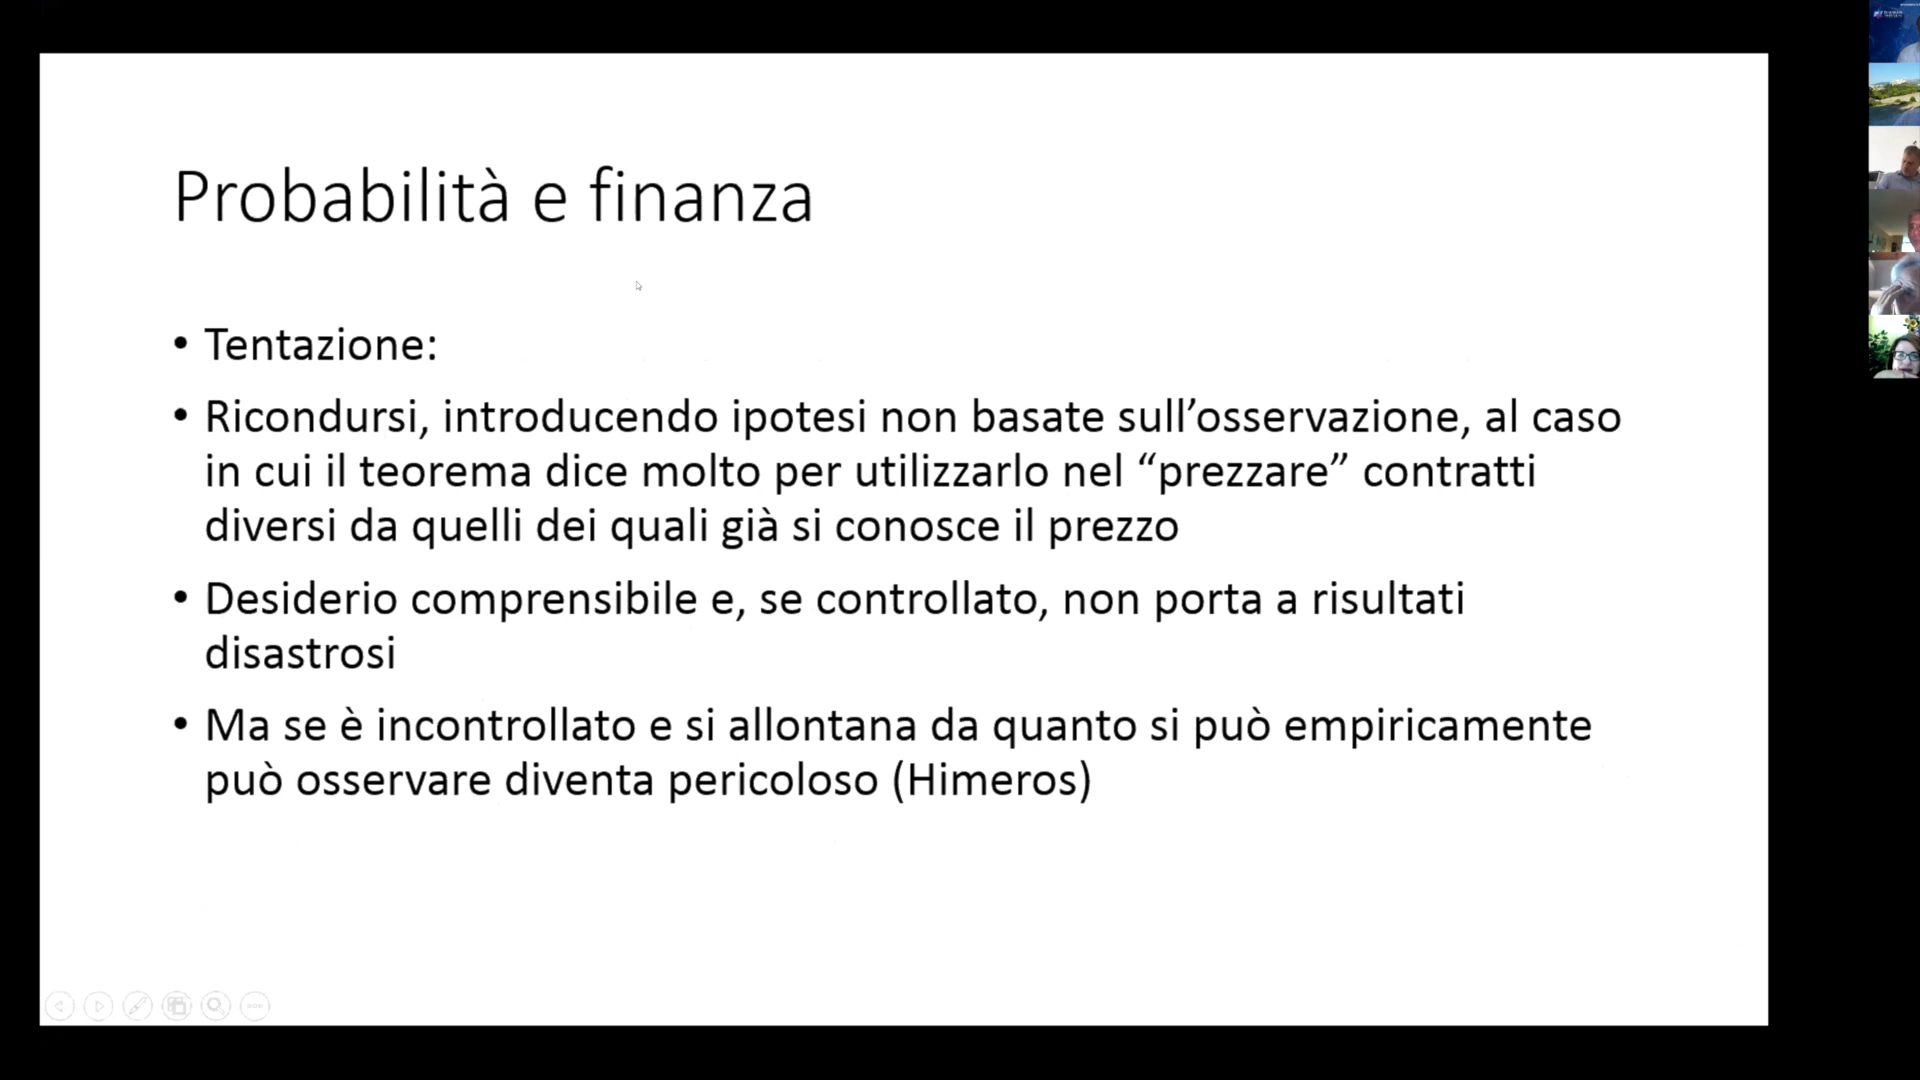 Probabilità e finanza
• Tentazione:
• Ricondursi, introducendo ipotesi non basate sull’osservazione, al caso
in cui il teorema dice molto per utilizzarlo nel “prezzare” contratti
diversi da quelli dei quali già si conosce il prezzo
• Desiderio comprensibile e, se controllato, non porta a risultati
disastrosi
• Ma se è incontrollato e si allontana da quanto si può empiricamente
può osservare diventa pericoloso (Himeros)